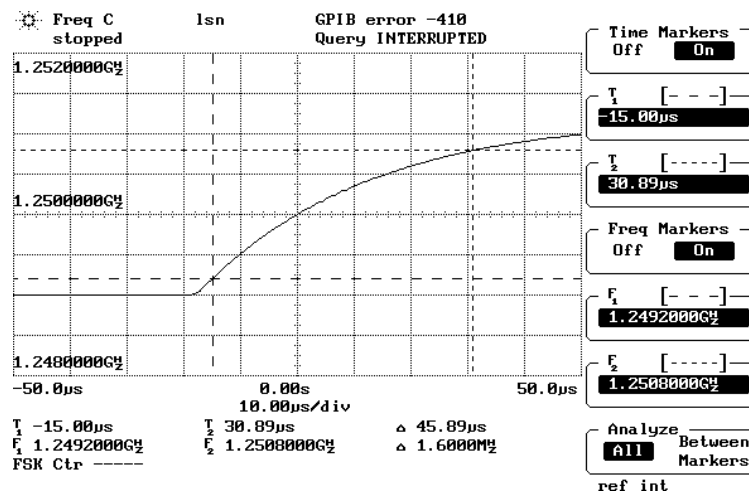 Freq C lsn GPIB error -410
stopped Query INTERRUPTED
1.2520000GHz
1.2500000GHz
1.2480000GHz
-50.0µs 0.00s 50.0µs
10.00µs/div
T1 -15.00µs T2 30.89µs △ 45.89µs
F1 1.2492000GHz F2 1.2508000GHz △ 1.6000MHz
FSK Ctr -----
Time Markers
Off On
T1 [- - -]
-15.00µs
T2 [-----]
30.89µs
Freq Markers
Off On
F1 [- - -]
1.2492000GHz
F2 [-----]
1.2508000GHz
Analyze
All Between
Markers
ref int